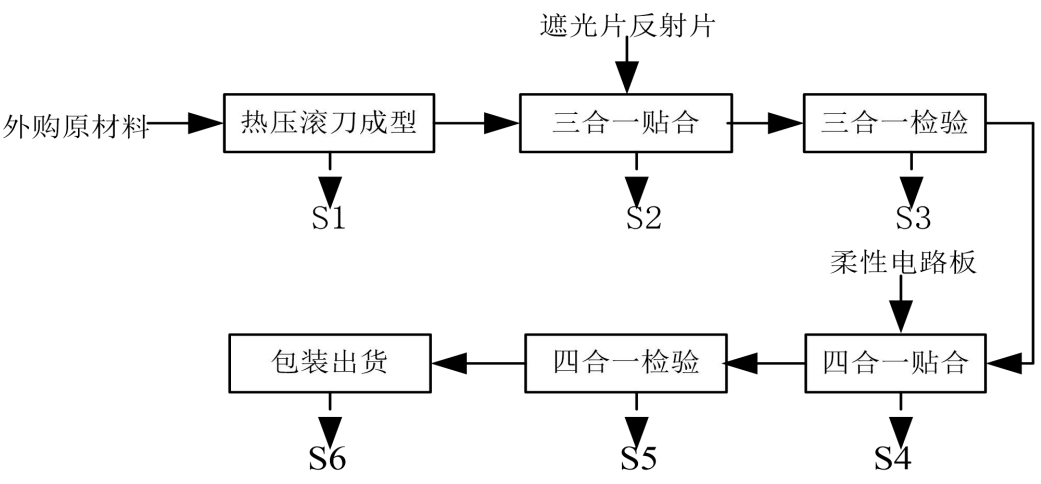 遮光片反射片
外购原材料
热压滚刀成型
三合一贴合
三合一检验
S1
S2
S3
柔性电路板
包装出货
四合一检验
四合一贴合
S6
S5
S4